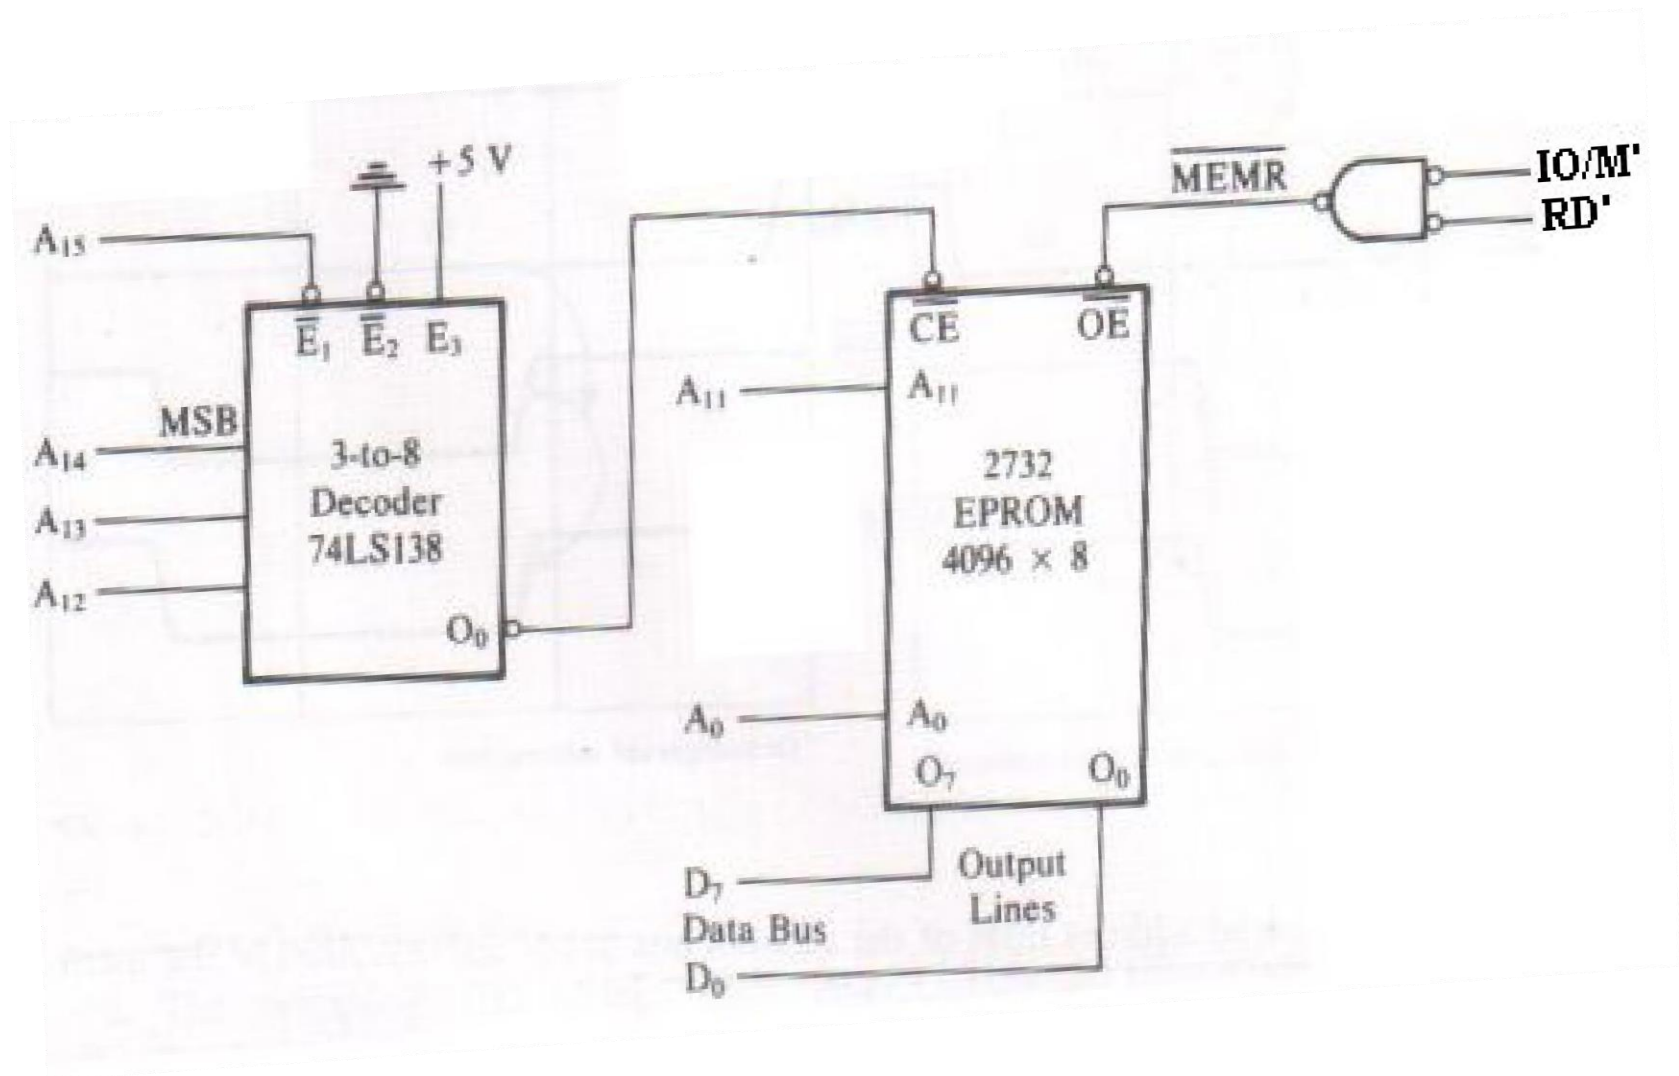 +5 V
MEMR
IO/M'
RD'
A15
E1 E2 E3
CE OE
A11 A11
MSB
A14
3-to-8
Decoder
74LS138
A13
A12
O0
2732
EPROM
4096 × 8
A0 A0
O7 O0
D7
Data Bus
D0
Output
Lines